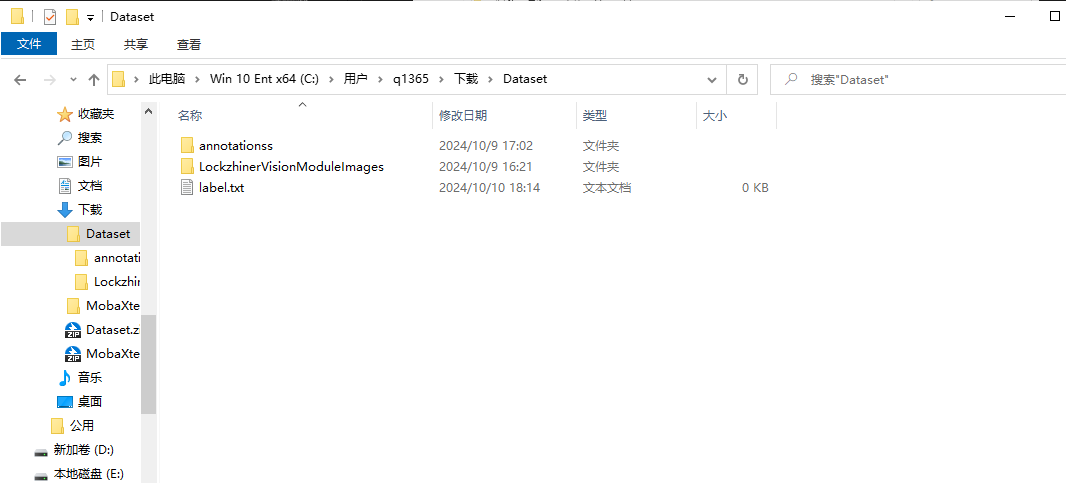 Dataset
文件 主页 共享 查看
此电脑 Win 10 Ent x64 (C:) 用户 q1365 下载 Dataset
搜索"Dataset"
名称 修改日期 类型 大小
annotationss 2024/10/9 17:02 文件夹
LockzhinerVisionModuleImages 2024/10/9 16:21 文件夹
label.txt 2024/10/10 18:14 文本文档 0 KB
收藏夹
搜索
图片
文档
下载
Dataset
annotati
Lockzhin
MobaXte
Dataset.z
MobaXte
音乐
桌面
公用
新加卷 (D:)
本地磁盘 (E:)